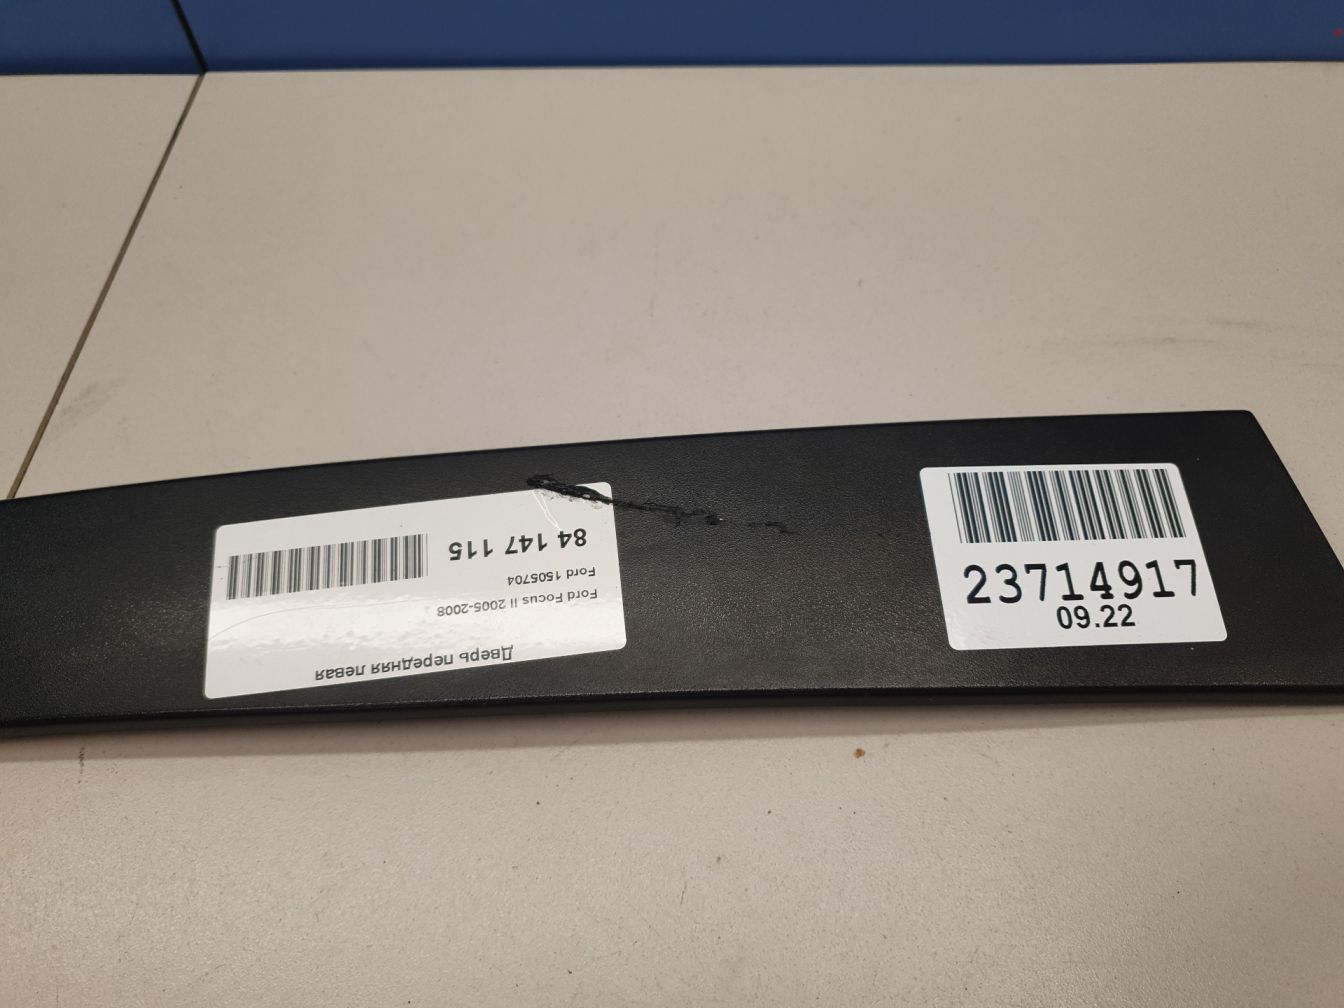 Дверь передняя левая
Ford Focus II 2005-2008
Ford 1505704
84 147 115
23714917
09.22